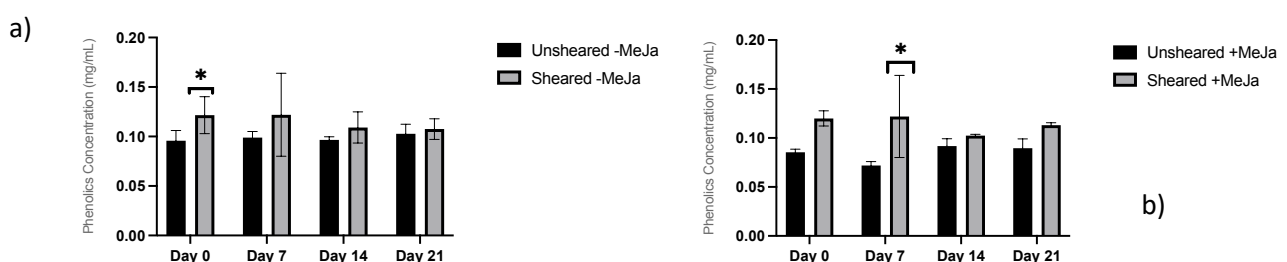 a)
Phenolics Concentration (mg/mL)
0.20
0.15
0.10
0.05
0.00
*
Day 0 Day 7 Day 14 Day 21
Unsheared -MeJa
Sheared -MeJa
Phenolics Concentration (mg/mL)
0.20
0.15
0.10
0.05
0.00
*
Day 0 Day 7 Day 14 Day 21
Unsheared +MeJa
Sheared +MeJa
b)